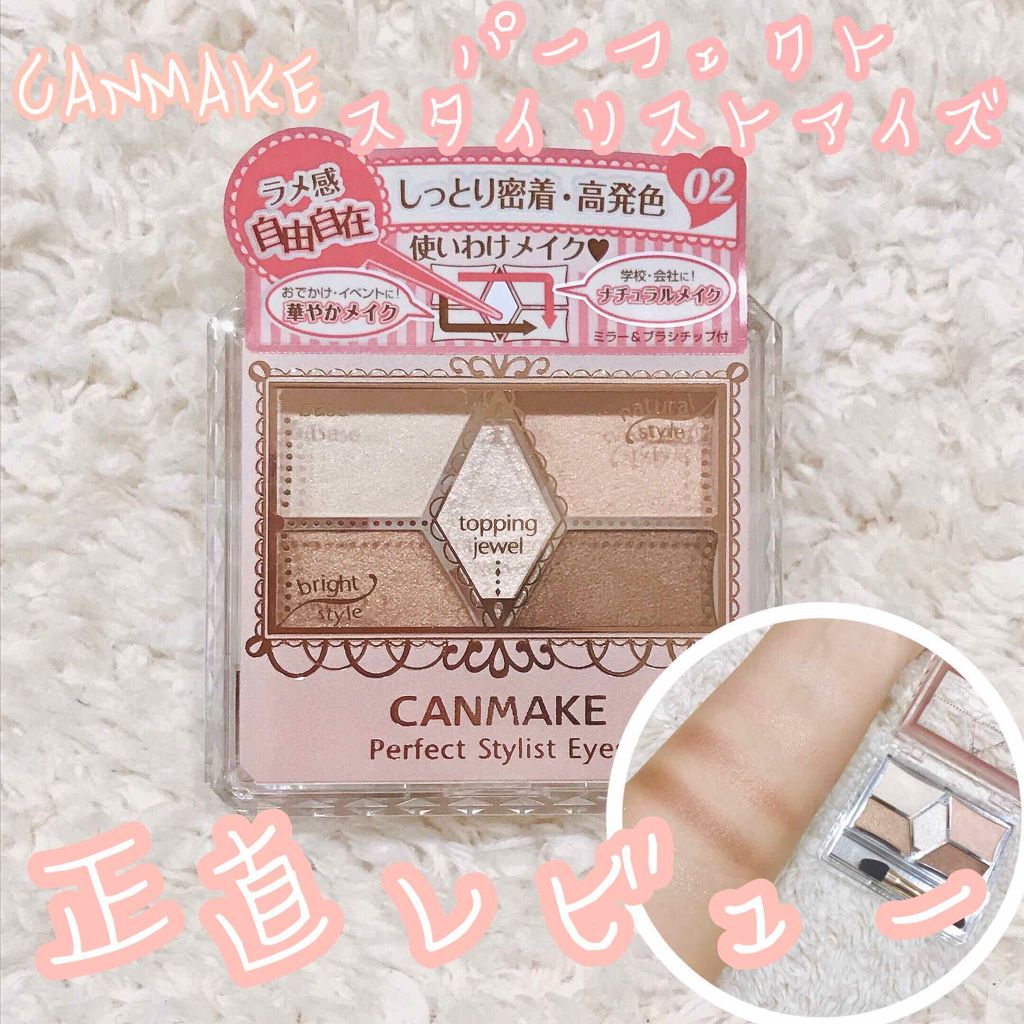 CANMAKE
パーフェクト
スタイリストアイズ
ラメ感
自由自在
しっとり密着・高発色
02
使いわけメイク♥
おでかけ・イベントに!
華やかメイク
学校・会社に!
ナチュラルメイク
ミラー&ブラシチップ付
base
natural
style
topping
jewel
bright
style
CANMAKE
Perfect Stylist Eyes
正直レビュー